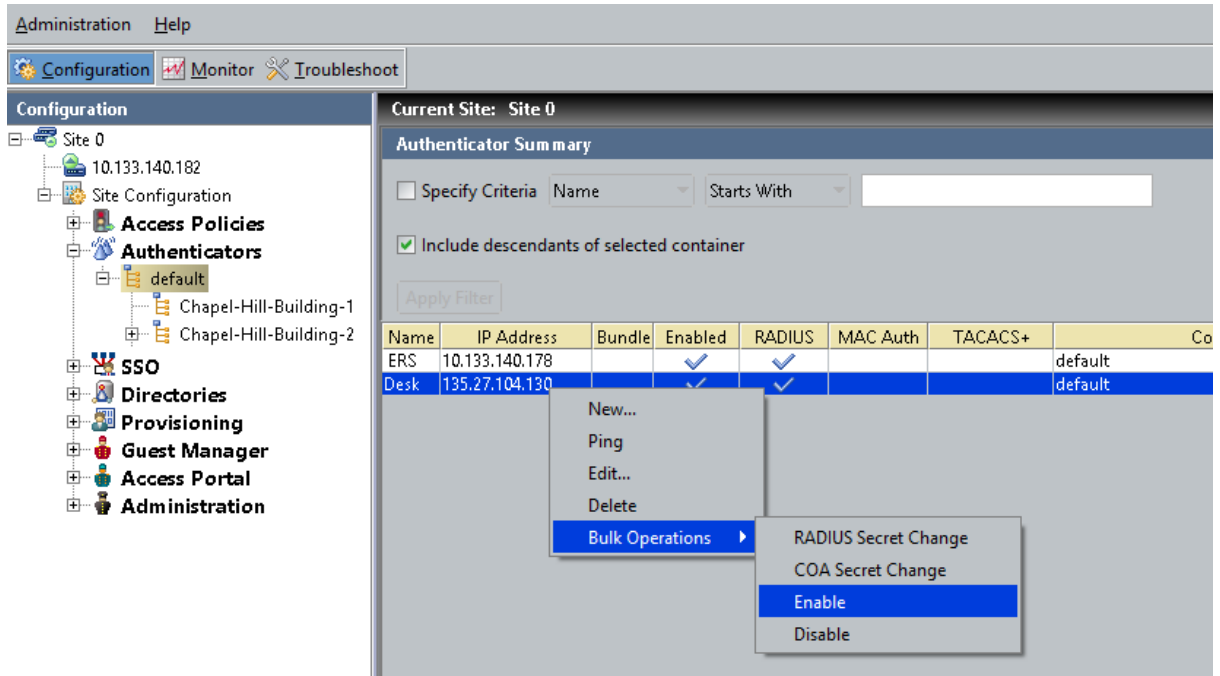 Administration Help
Configuration Monitor Troubleshoot
Configuration
Site 0
10.133.140.182
Site Configuration
Access Policies
Authenticators
default
Chapel-Hill-Building-1
Chapel-Hill-Building-2
SSO
Directories
Provisioning
Guest Manager
Access Portal
Administration
Current Site: Site 0
Authenticator Summary
Specify Criteria Name Starts With
Include descendants of selected container
Apply Filter
Name IP Address Bundle Enabled RADIUS MAC Auth TACACS+ Co
ERS 10.133.140.178 default
Desk 135.27.104.130 default
New...
Ping
Edit...
Delete
Bulk Operations
RADIUS Secret Change
COA Secret Change
Enable
Disable